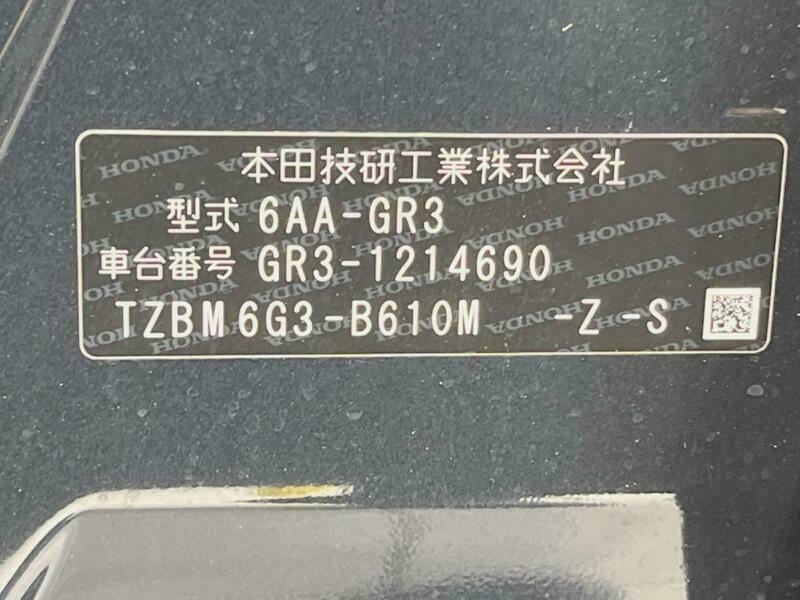 本田技研工業株式会社
型式 6AA-GR3
車台番号 GR3-1214690
TZBM6G3-B610M -Z -S